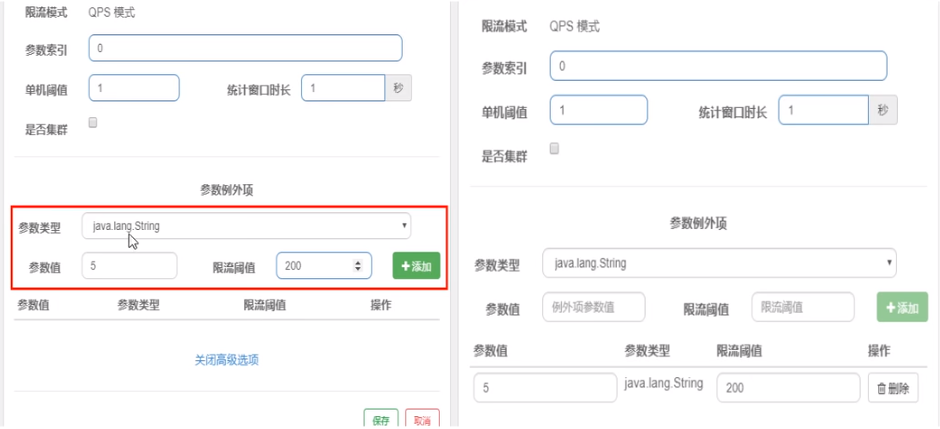 限流模式 QPS 模式
参数索引 0
单机阈值 1 统计窗口时长 1 秒
是否集群
参数例外项
参数类型 java.lang.String
参数值 5 限流阈值 200 +添加
参数值 参数类型 限流阈值 操作
关闭高级选项
保存 取消
限流模式 QPS 模式
参数索引 0
单机阈值 1 统计窗口时长 1 秒
是否集群
参数例外项
参数类型 java.lang.String
参数值 例外项参数值 限流阈值 限流阈值 +添加
参数值 参数类型 限流阈值 操作
5 java.lang.String 200 删除